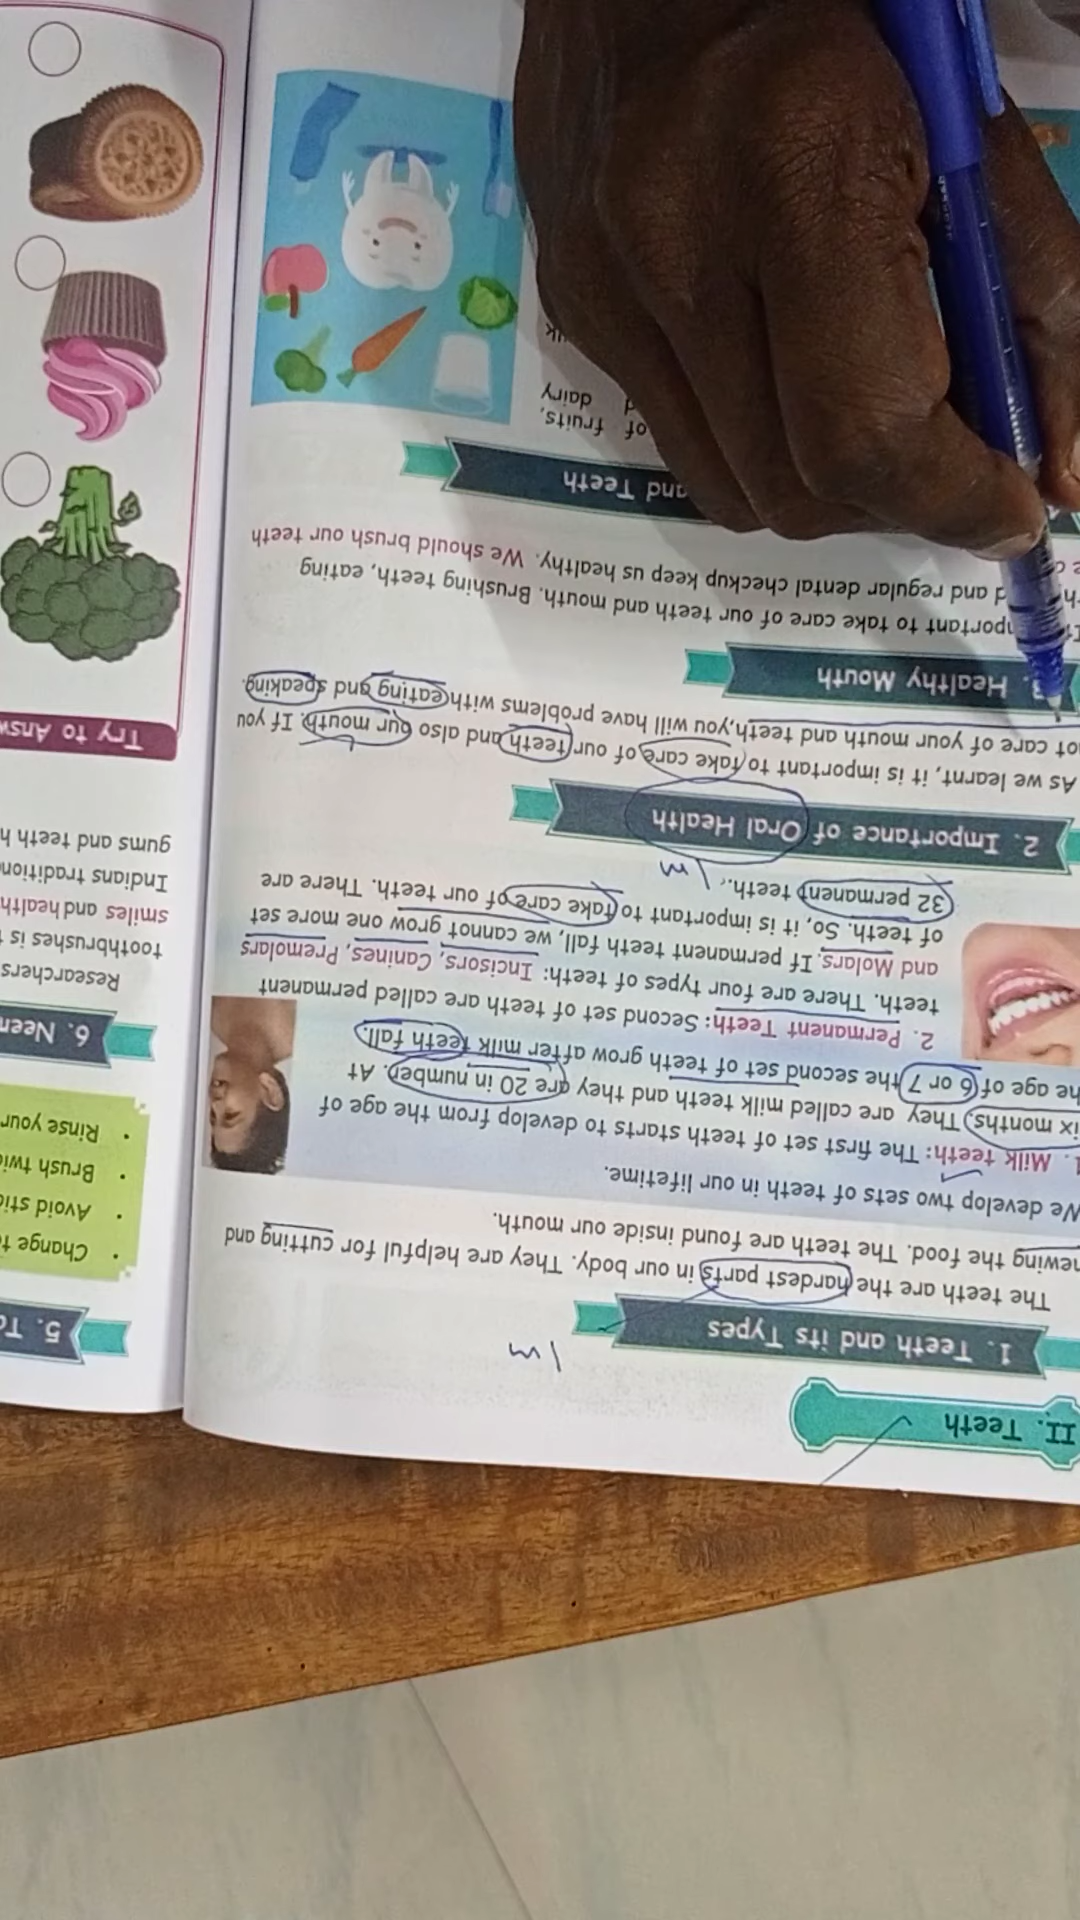 II. Teeth
1m
1. Teeth and its Types
The teeth are the hardest parts in our body. They are helpful for cutting and
the food. The teeth are found inside our mouth.
We develop two sets of teeth in our lifetime.
1. Milk teeth: The first set of teeth starts to develop from the age of
six months. They are called milk teeth and they are 20 in number. At
the age of 6 or 7 the second set of teeth grow after milk teeth fall.
2. Permanent Teeth: Second set of teeth are called permanent
teeth. There are four types of teeth: Incisors, Canines, Premolars
and Molars. If permanent teeth fall, we cannot grow one more set
of teeth. So, it is important to take care of our teeth. There are
32 permanent teeth.
1m
2. Importance of Oral Health
As we learnt, it is important to take care of our teeth and also our mouth. If you
not care of your mouth and teeth, you will have problems with eating and speaking.
3. Healthy Mouth
important to take care of our teeth and mouth. Brushing teeth, eating
and regular dental checkup keep us healthy. We should brush our teeth
and Teeth
of fruits,
dairy
5.
• Change
• Avoid
• Brush
• Rinse your
6. Neem
Researchers
toothbrushes is
smiles and health
Indians
gums and teeth
Try to